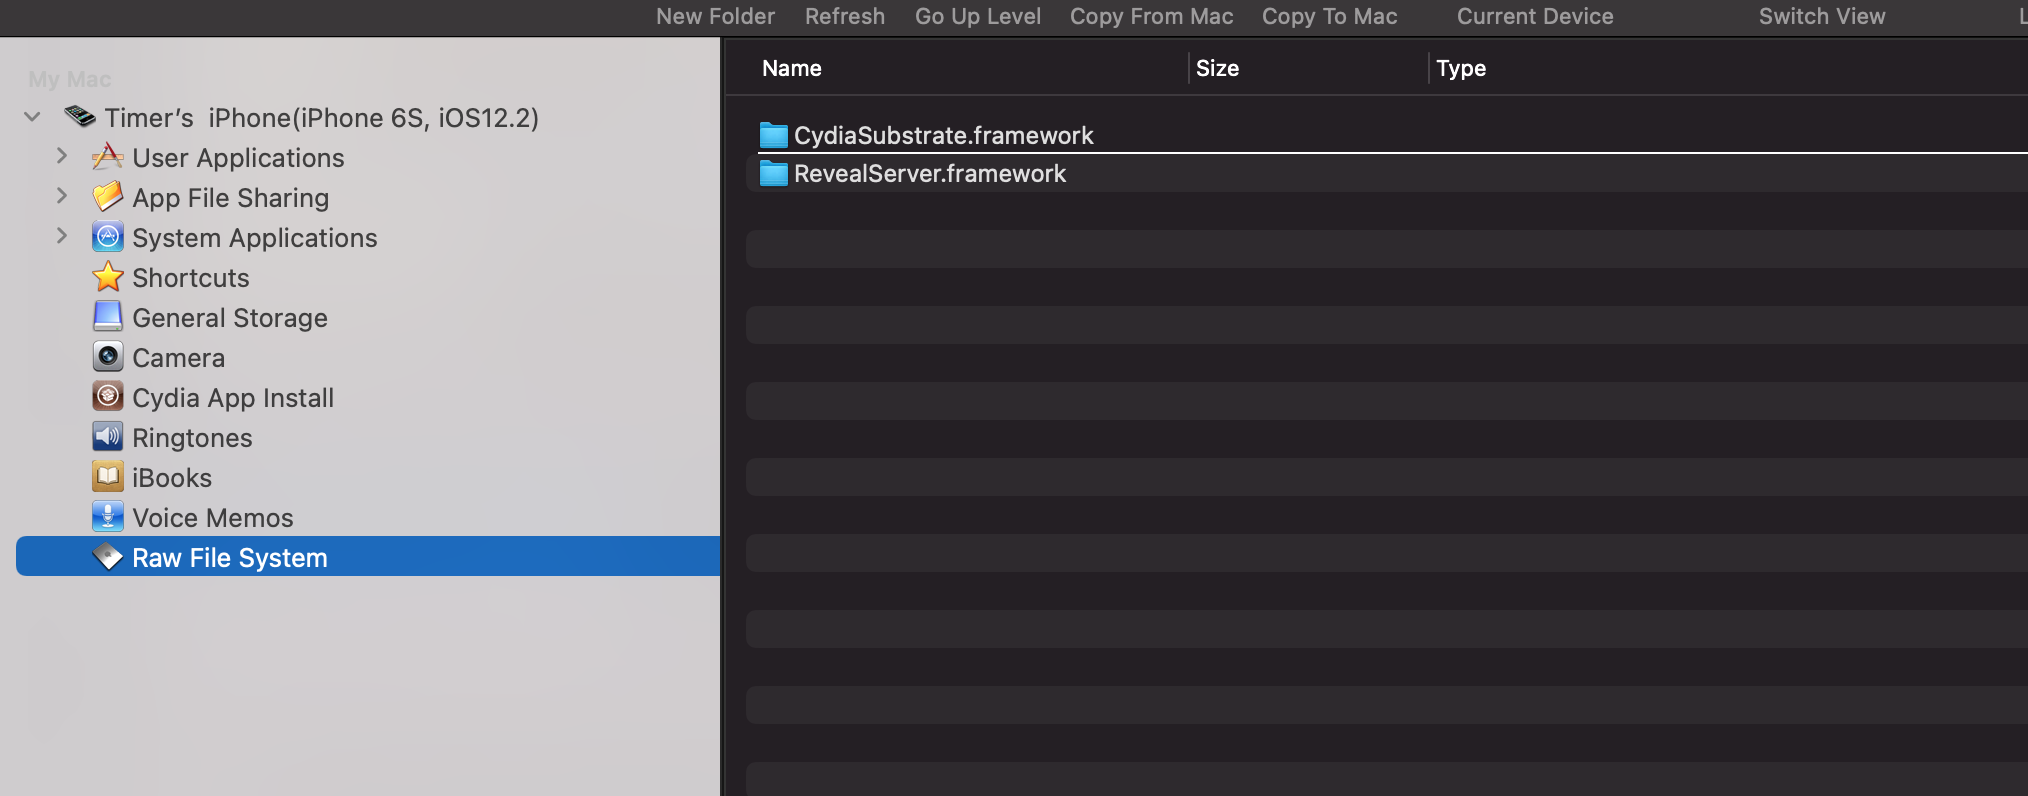 New Folder Refresh Go Up Level Copy From Mac Copy To Mac Current Device Switch View
My Mac
Timer’s  iPhone(iPhone 6S, iOS12.2)
User Applications
App File Sharing
System Applications
Shortcuts
General Storage
Camera
Cydia App Install
Ringtones
iBooks
Voice Memos
Raw File System
Name Size Type
CydiaSubstrate.framework
RevealServer.framework